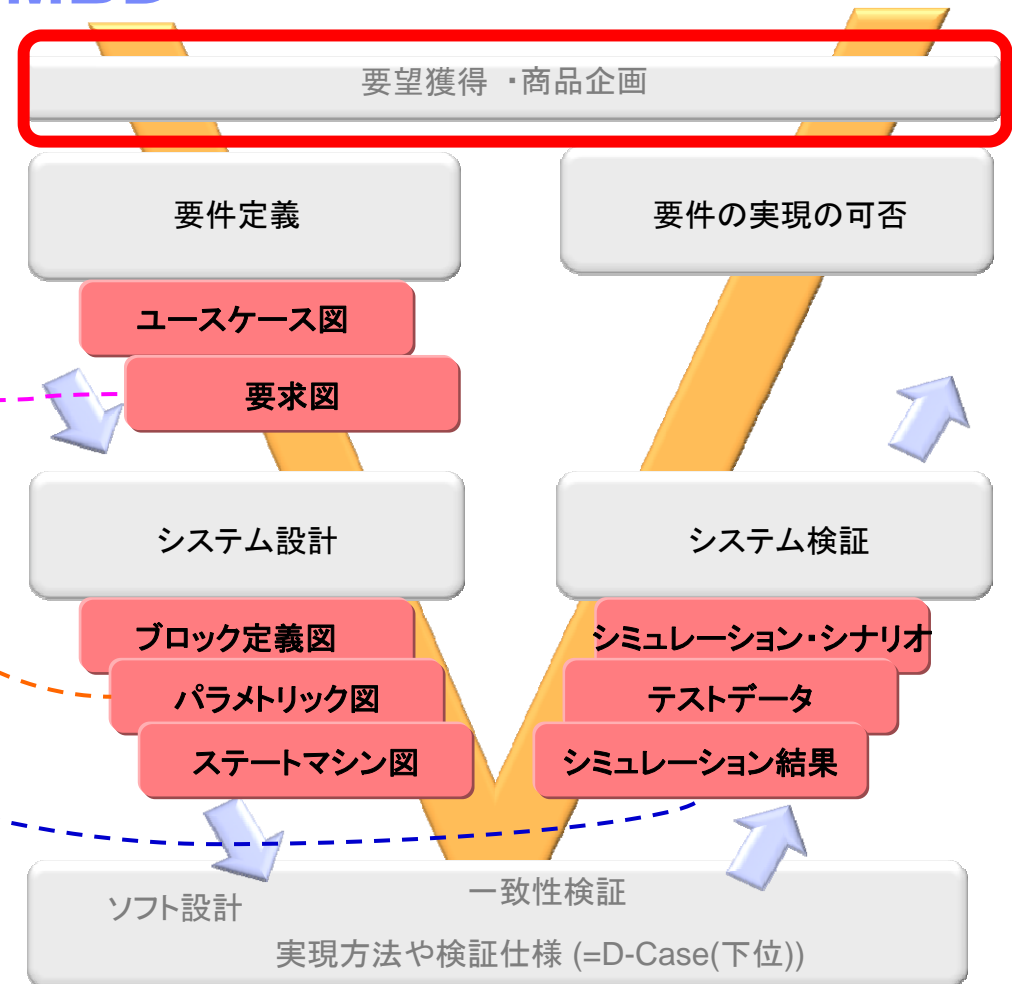 MBD
要望獲得 ・商品企画
要件定義
要件の実現の可否
ユースケース図
要求図
システム設計
システム検証
ブロック定義図
シミュレーション・シナリオ
パラメトリック図
テストデータ
ステートマシン図
シミュレーション結果
ソフト設計
一致性検証
実現方法や検証仕様 (=D-Case(下位))